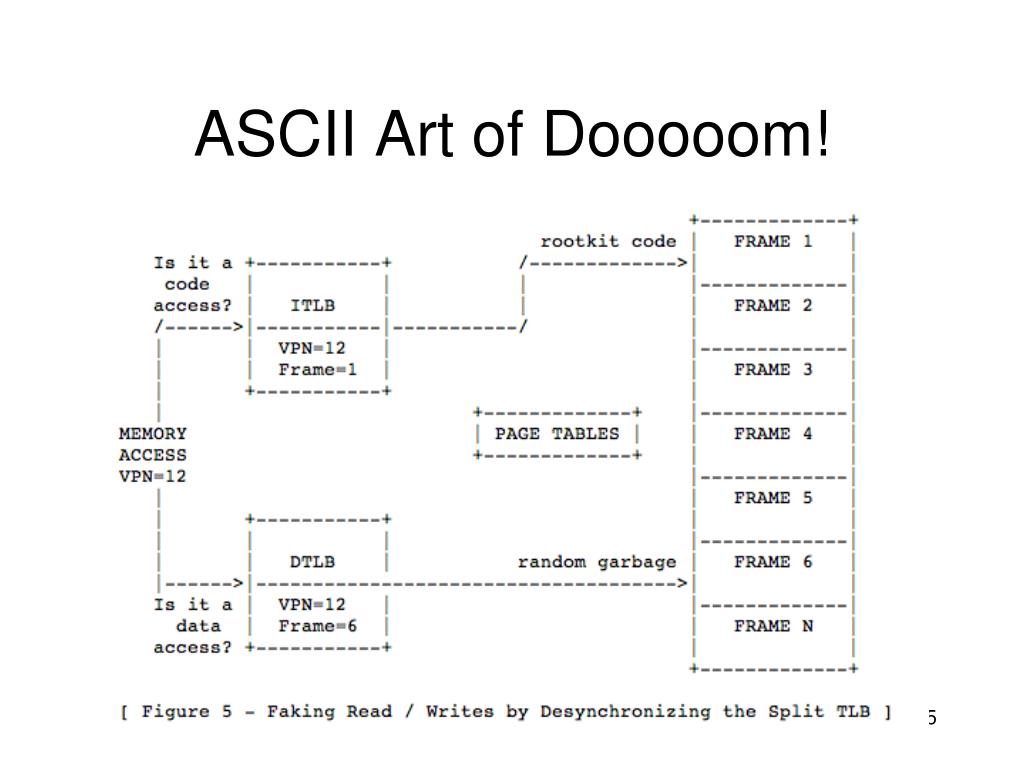 ASCII Art of Dooooom!
+-------------+
rootkit code | FRAME 1 |
Is it a +-----------+ /------------->| |
code | | | |-------------|
access? | ITLB | | | FRAME 2 |
/------>|-----------|-----------/ | |
| | VPN=12 | |-------------|
| | Frame=1 | | FRAME 3 |
| +-----------+ | |
| +-------------+ |-------------|
MEMORY | PAGE TABLES | | FRAME 4 |
ACCESS +-------------+ | |
VPN=12 |-------------|
| | FRAME 5 |
| +-----------+ | |
| | | |-------------|
| | DTLB | random garbage | FRAME 6 |
|------>|-------------------------------------->| |
Is it a | VPN=12 | |-------------|
data | Frame=6 | | FRAME N |
access? +-----------+ | |
+-------------+
[ Figure 5 - Faking Read / Writes by Desynchronizing the Split TLB ]
5